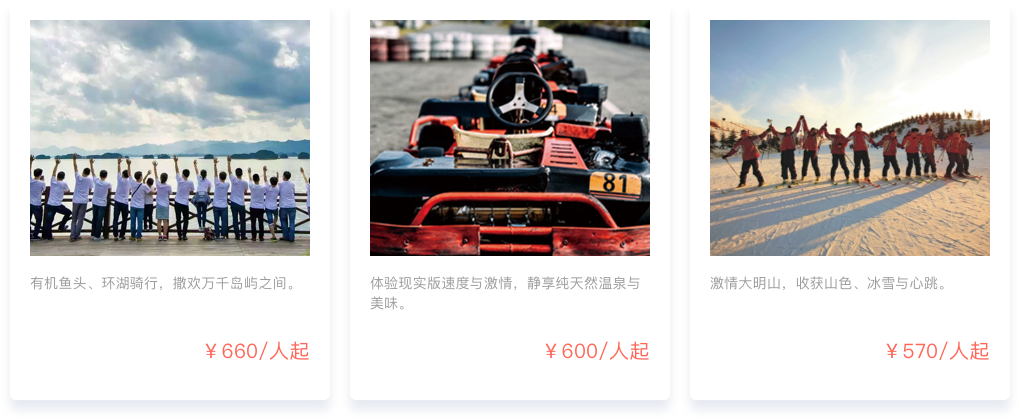 81
有机鱼头、环湖骑行，撒欢万千岛屿之间。
体验现实版速度与激情，静享纯天然温泉与
美味。
激情大明山，收获山色、冰雪与心跳。
¥660/人起
¥600/人起
¥570/人起